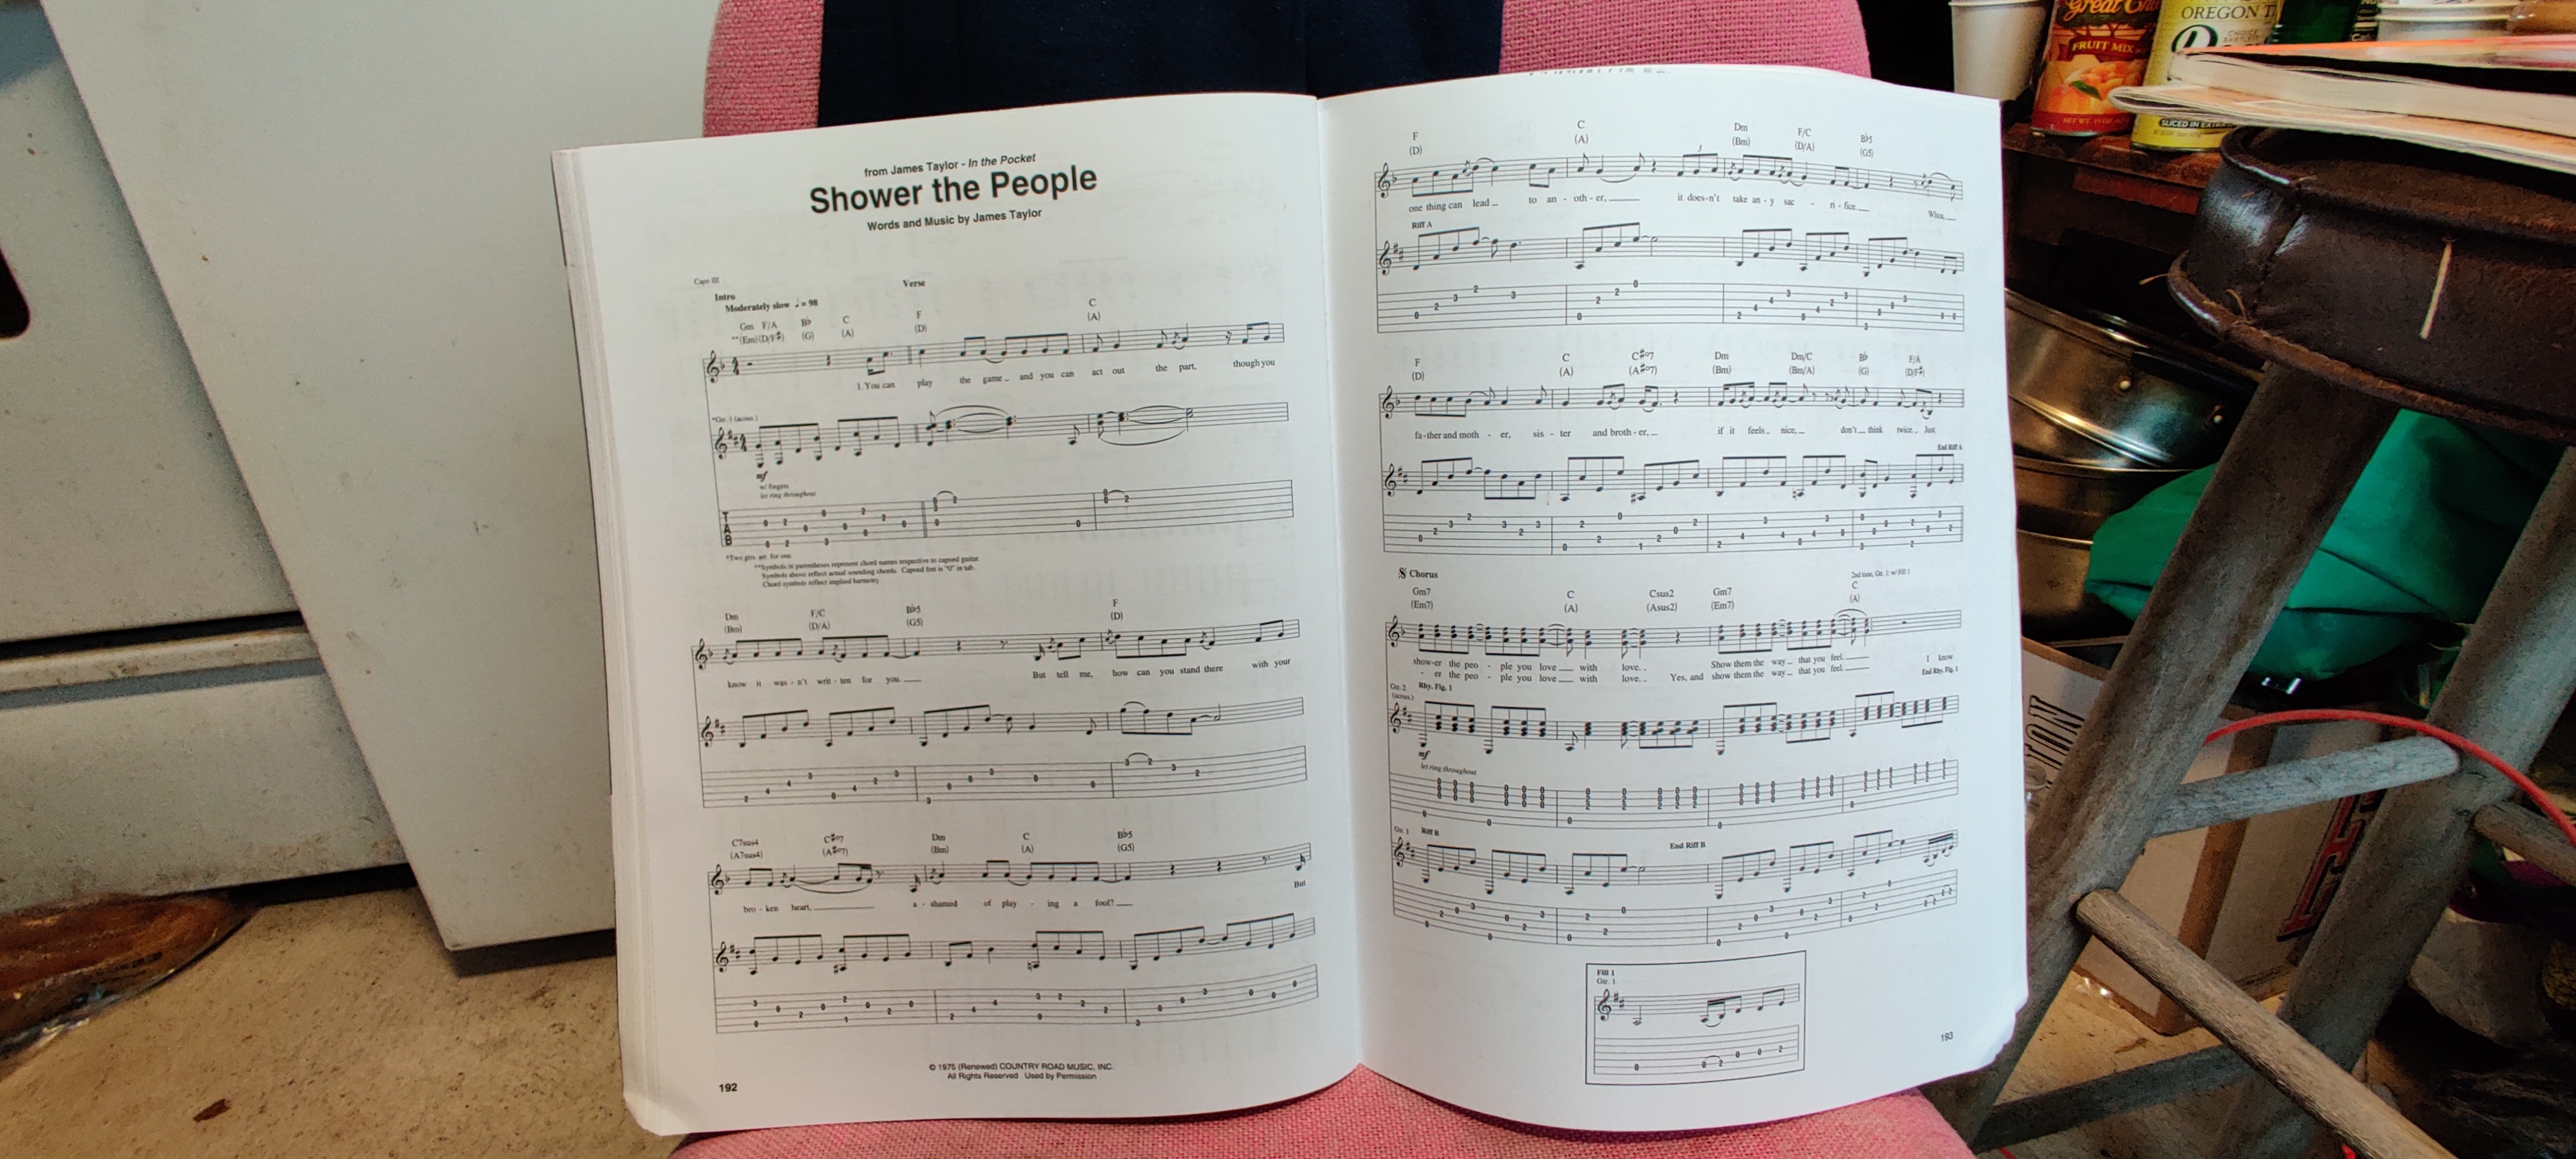 from James Taylor - In the Pocket
Shower the People
Words and Music by James Taylor
Capo III
Intro
Verse
Moderately slow ♩ = 98
Gm F/A B♭ C F C
**(Em) (D/F♯) (G) (A) (D) (A)
1. You can play the game and you can act out the part, though you
*Gtr. 1 (acous.)
mf
w/ fingers
let ring throughout
T
A
B
*Two gtrs. arr. for one.
**Symbols in parentheses represent chord names respective to capoed guitar.
Symbols above reflect actual sounding chords. Capoed fret is "0" in tab.
Chord symbols reflect implied harmony.
Dm F/C B♭5 F
(Bm) (D/A) (G5) (D)
know it was - n't writ - ten for you. But tell me, how can you stand there with your
C7sus4 C♯°7 Dm C B♭5
(A7sus4) (A♯°7) (Bm) (A) (G5)
bro - ken heart, a - shamed of play - ing a fool? But
© 1975 (Renewed) COUNTRY ROAD MUSIC, INC.
All Rights Reserved Used by Permission
192
F C Dm F/C B♭5
(D) (A) (Bm) (D/A) (G5)
3
one thing can lead to an - oth - er, it does - n't take an - y sac - ri - fice.
Riff A
F C C♯°7 Dm Dm/C B♭ F/A
(D) (A) (A♯°7) (Bm) (Bm/A) (G) (D/F♯)
fa - ther and moth - er, sis - ter and broth - er, if it feels nice, don't think twice. Just
End Riff A
Chorus
2nd time, Gtr. 1: w/ Fill 1
Gm7 C Csus2 Gm7 C
(Em7) (A) (Asus2) (Em7) (A)
show - er the peo - ple you love with love. Show them the way that you feel. I know
- er the peo - ple you love with love. Yes, and show them the way that you feel.
Gtr. 2 (acous.)
Rhy. Fig. 1
End Rhy. Fig. 1
mf
let ring throughout
Gtr. 1
Riff B
End Riff B
Fill 1
Gtr. 1
193
FRUIT MIX
OREGON
CHOICE
SLICED IN